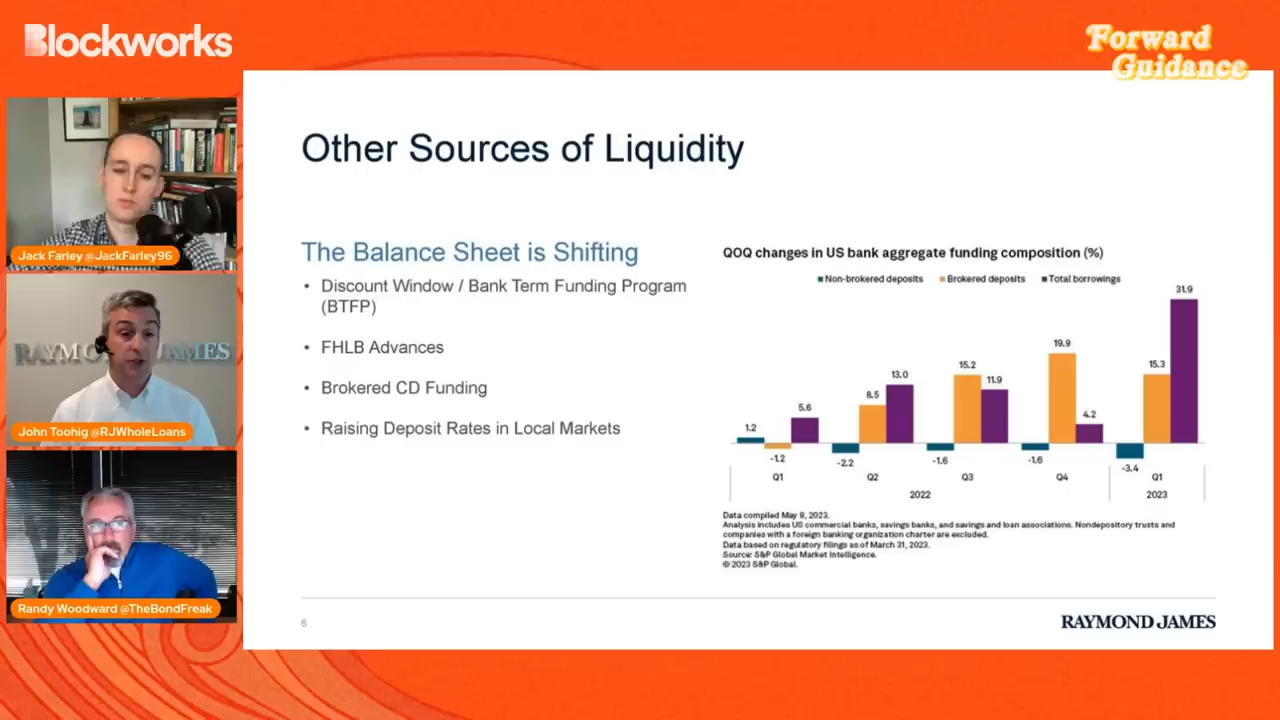 Blockworks
Forward
Guidance
Jack Farley @JackFarley96
RAYMOND JAMES
John Toohig @RJWholeLoans
Randy Woodward @TheBondFreak
Other Sources of Liquidity
The Balance Sheet is Shifting
• Discount Window / Bank Term Funding Program
(BTFP)
• FHLB Advances
• Brokered CD Funding
• Raising Deposit Rates in Local Markets
QOQ changes in US bank aggregate funding composition (%)
Non-brokered deposits Brokered deposits Total borrowings
1.2 -1.2 5.6
-2.2 8.5 13.0
-1.6 15.2 11.9
-1.6 19.9 4.2
-3.4 15.3 31.9
Q1 Q2 Q3 Q4 Q1
2022 2023
Data compiled May 8, 2023.
Analysis includes US commercial banks, savings banks, and savings and loan associations. Nondepository trusts and
companies with a foreign banking organization charter are excluded.
Data based on regulatory filings as of March 31, 2023.
Source: S&P Global Market Intelligence.
© 2023 S&P Global.
6
RAYMOND JAMES